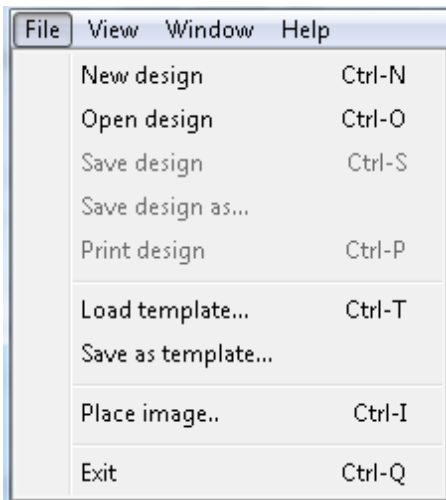 File View Window Help
New design Ctrl-N
Open design Ctrl-O
Save design Ctrl-S
Save design as...
Print design Ctrl-P
Load template... Ctrl-T
Save as template...
Place image.. Ctrl-I
Exit Ctrl-Q